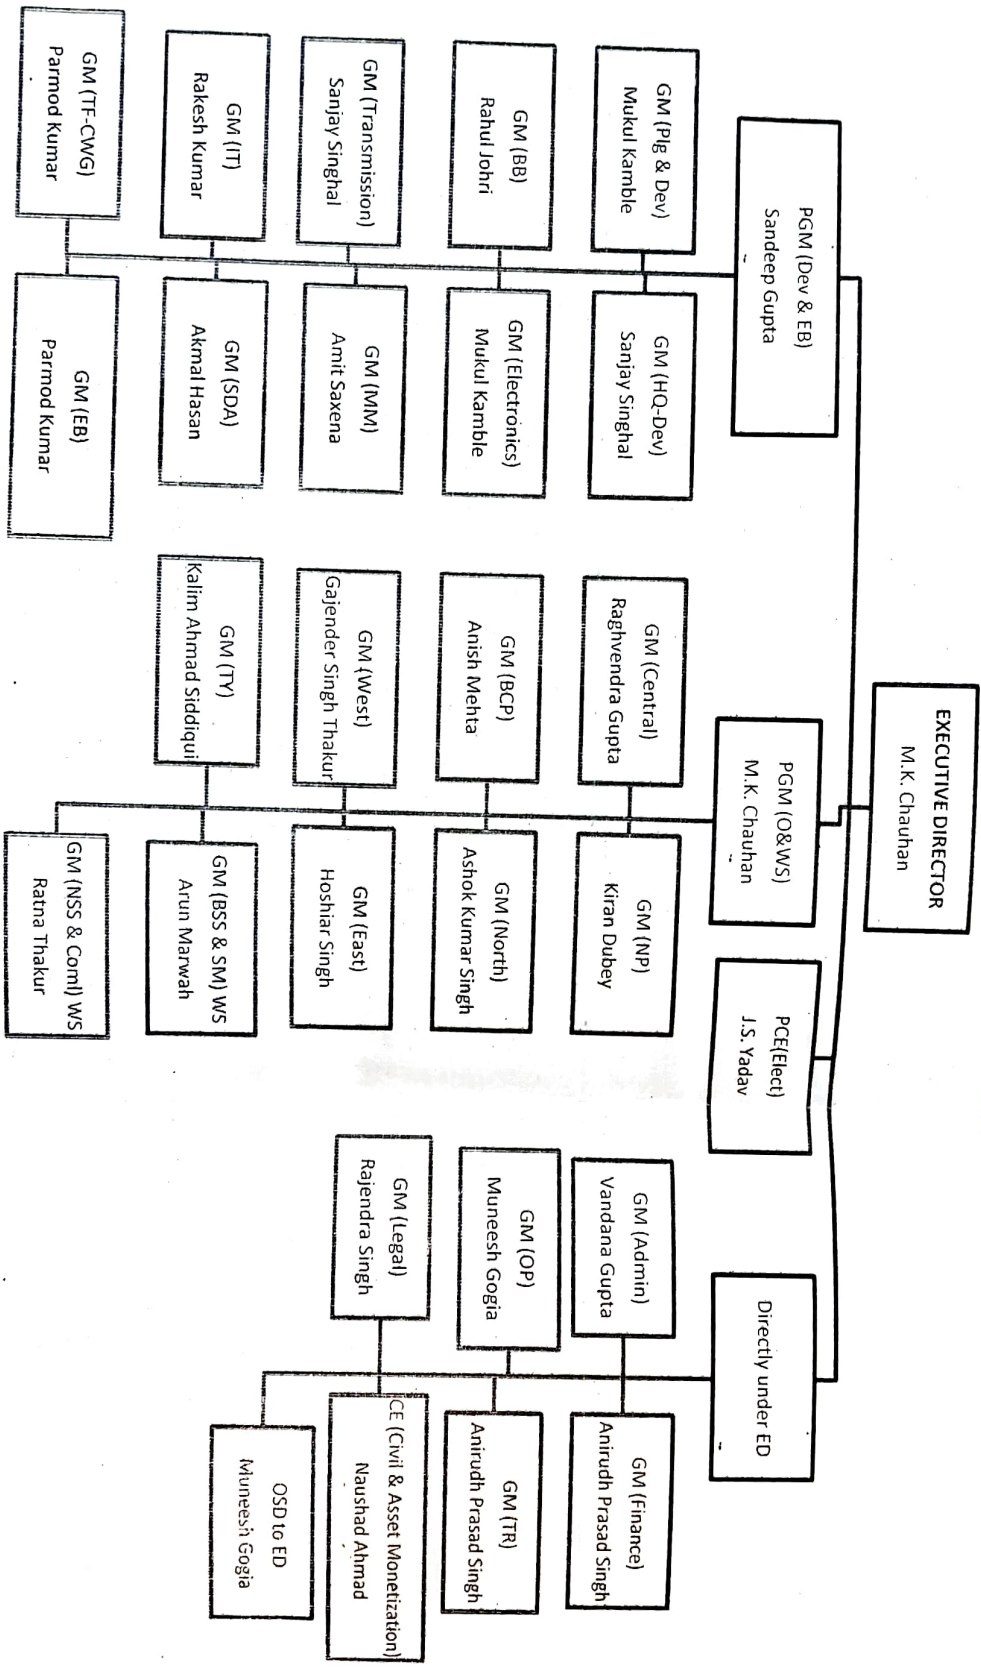 EXECUTIVE DIRECTOR
M.K. Chauhan
PGM (Dev & EB)
Sandeep Gupta
PGM (O&WS)
M.K. Chauhan
PCE(Elect)
J.S. Yadav
Directly under ED
GM (Plg & Dev)
Mukul Kamble
GM (HQ-Dev)
Sanjay Singhal
GM (BB)
Rahul Johri
GM (Electronics)
Mukul Kamble
GM (Transmission)
Sanjay Singhal
GM (MM)
Amit Saxena
GM (IT)
Rakesh Kumar
GM (SDA)
Akmal Hasan
GM (TF-CWG)
Parmod Kumar
GM (EB)
Parmod Kumar
GM (Central)
Raghvendra Gupta
GM (NP)
Kiran Dubey
GM (BCP)
Anish Mehta
GM (North)
Ashok Kumar Singh
GM (West)
Gajender Singh Thakur
GM (East)
Hoshiar Singh
GM (TY)
Kalim Ahmad Siddiqui
GM (BSS & SM) WS
Arun Marwah
GM (NSS & Coml) WS
Ratna Thakur
GM (Admin)
Vandana Gupta
GM (Finance)
Anirudh Prasad Singh
GM (OP)
Muneesh Gogia
GM (TR)
Anirudh Prasad Singh
GM (Legal)
Rajendra Singh
CE (Civil & Asset Monetization)
Naushad Ahmad
OSD to ED
Muneesh Gogia